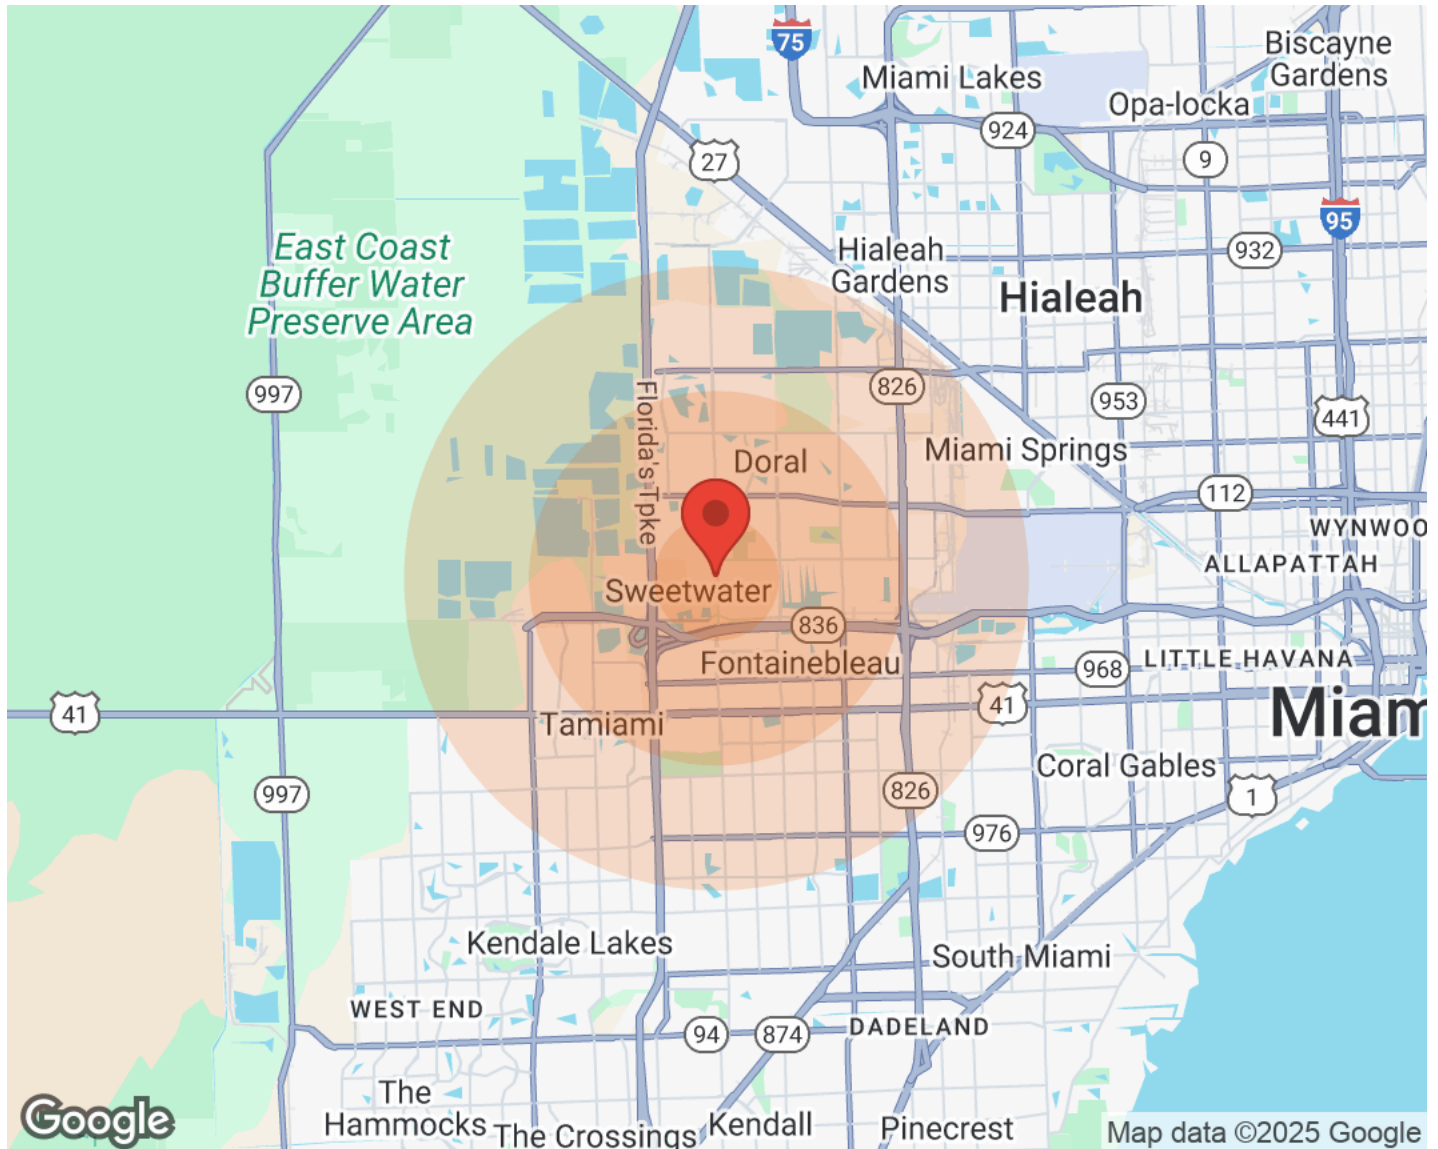 75
Biscayne
Gardens
Miami Lakes
Opa-locka
924
27
9
95
East Coast
Buffer Water
Preserve Area
Hialeah
Gardens
932
Hialeah
997
Florida's Tpke
826
953
441
Doral
Miami Springs
112
WYNWOO
ALLAPATTAH
Sweetwater
836
Fontainebleau
968
LITTLE HAVANA
41
41
Tamiami
Miam
Coral Gables
997
826
1
976
Kendale Lakes
South Miami
WEST END
94
874
DADELAND
The
Hammocks
The Crossings
Kendall
Pinecrest
Google
Map data ©2025 Google